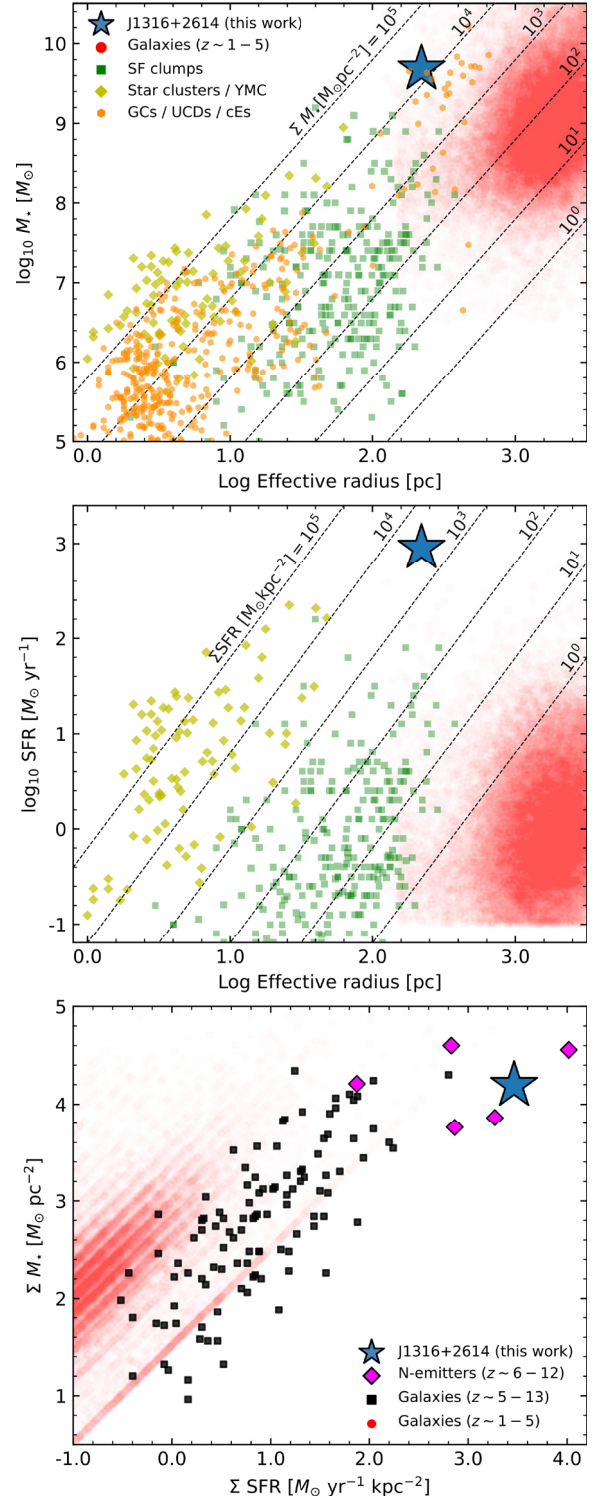 J1316+2614 (this work)
Galaxies (z ∼ 1 − 5)
SF clumps
Star clusters / YMC
GCs / UCDs / cEs
Σ M⋆ [M⊙pc⁻²] = 10⁵
10⁴
10³
10²
10¹
10⁰
10
9
8
7
6
5
log₁₀ M⋆ [M⊙]
0.0 1.0 2.0 3.0
Log Effective radius [pc]
ΣSFR [M⊙kpc⁻²] = 10⁵
10⁴
10³
10²
10¹
10⁰
3
2
1
0
-1
log₁₀ SFR [M⊙ yr⁻¹]
0.0 1.0 2.0 3.0
Log Effective radius [pc]
5
4
3
2
1
Σ M⋆ [M⊙ pc⁻²]
J1316+2614 (this work)
N-emitters (z ∼ 6 − 12)
Galaxies (z ∼ 5 − 13)
Galaxies (z ∼ 1 − 5)
-1.0 0.0 1.0 2.0 3.0 4.0
Σ SFR [M⊙ yr⁻¹ kpc⁻²]